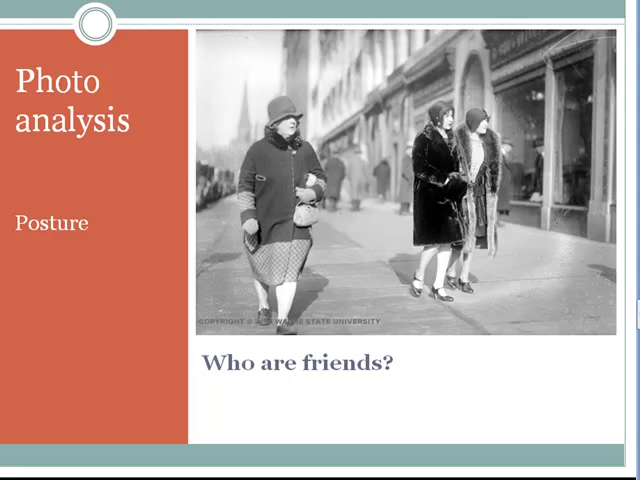 Photo
analysis
Posture
COPYRIGHT © WAYNE STATE UNIVERSITY
Who are friends?